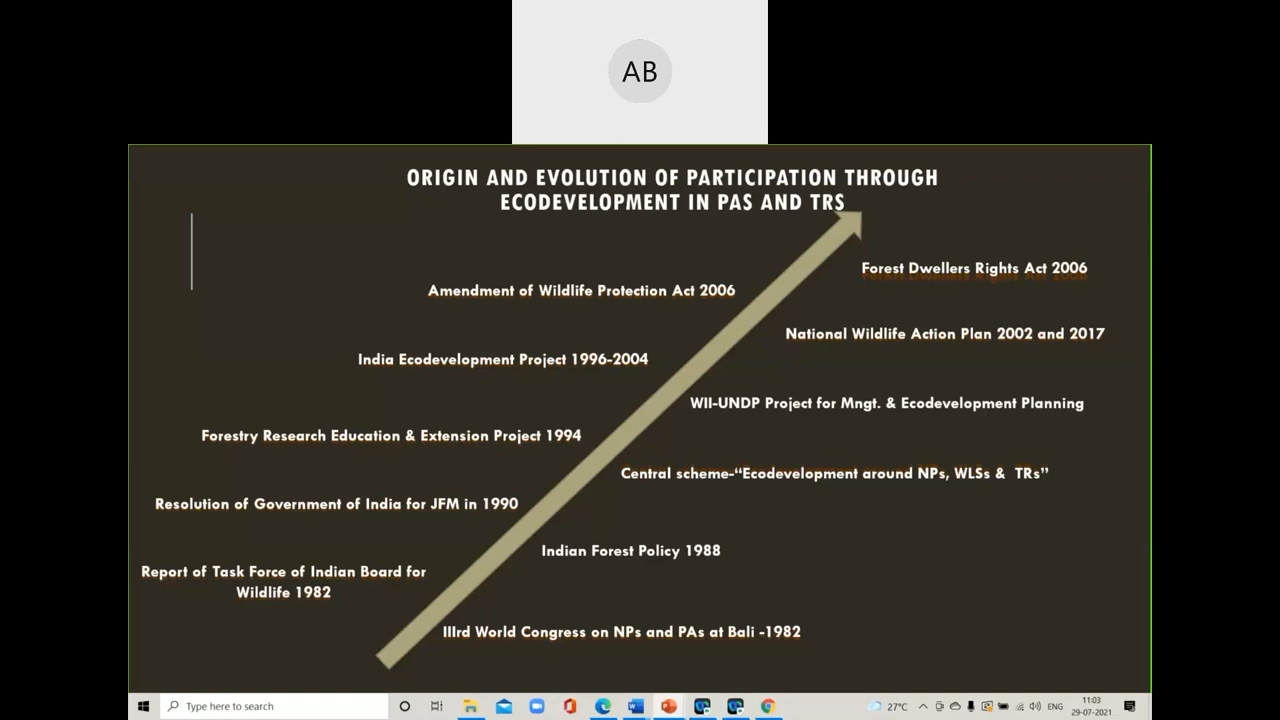 AB
ORIGIN AND EVOLUTION OF PARTICIPATION THROUGH
ECODEVELOPMENT IN PAS AND TRS
Forest Dwellers Rights Act 2006
Amendment of Wildlife Protection Act 2006
National Wildlife Action Plan 2002 and 2017
India Ecodevelopment Project 1996-2004
WII-UNDP Project for Mngt. & Ecodevelopment Planning
Forestry Research Education & Extension Project 1994
Central scheme-“Ecodevelopment around NPs, WLSs & TRs”
Resolution of Government of India for JFM in 1990
Indian Forest Policy 1988
Report of Task Force of Indian Board for
Wildlife 1982
IIIrd World Congress on NPs and PAs at Bali -1982
Type here to search
27°C
ENG
11:03
29-07-2021